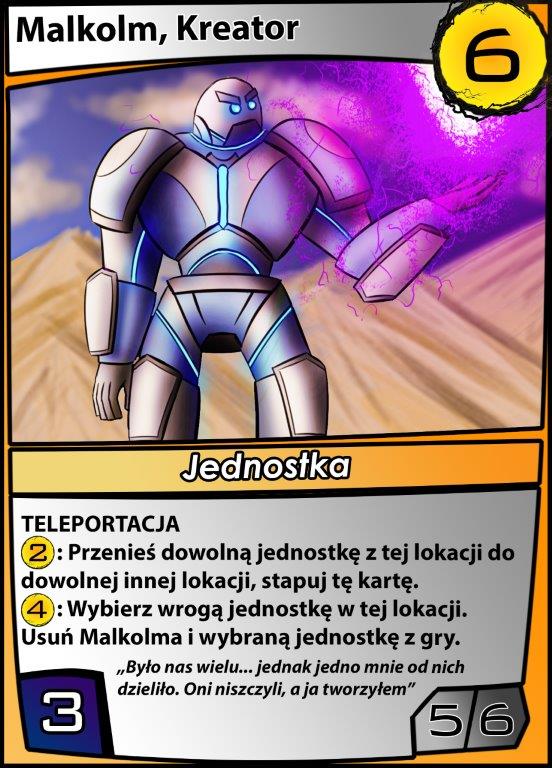 Malkolm, Kreator
6
Jednostka
TELEPORTACJA
2 : Przenieś dowolną jednostkę z tej lokacji do
dowolnej innej lokacji, stapuj tę kartę.
4 : Wybierz wrogą jednostkę w tej lokacji.
Usuń Malkolma i wybraną jednostkę z gry.
„Było nas wielu... jednak jedno mnie od nich
dzieliło. Oni niszczyli, a ja tworzyłem”
3
5/6